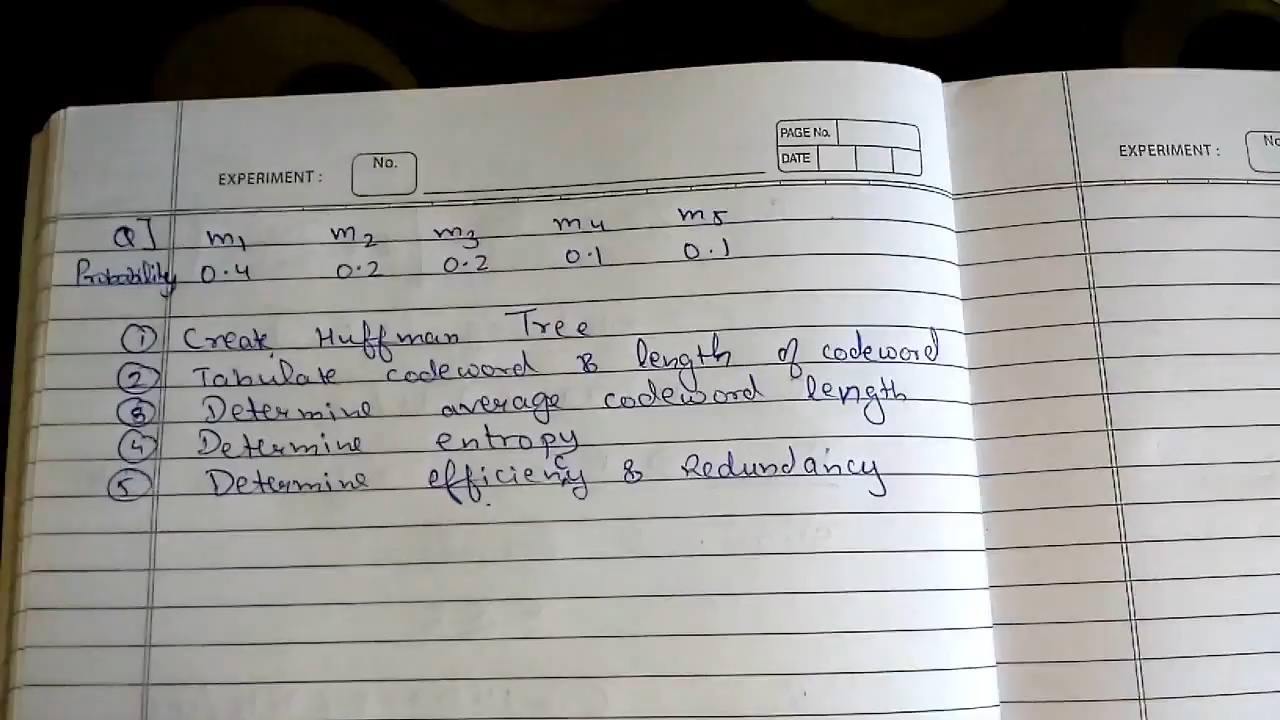 PAGE No.
DATE
EXPERIMENT : No.
EXPERIMENT :
Q] m1 m2 m3 m4 m5
Probability 0.4 0.2 0.2 0.1 0.1
① Create Huffman Tree
② Tabulate codeword & length of codeword
③ Determine average codeword length
④ Determine entropy
⑤ Determine efficiency & Redundancy